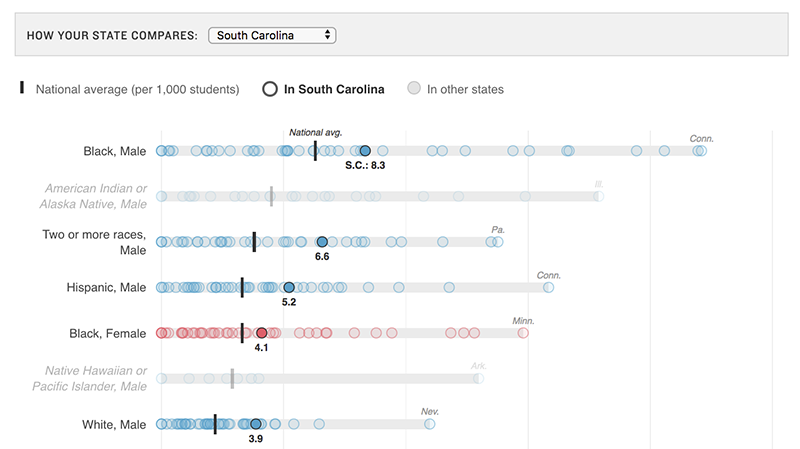 HOW YOUR STATE COMPARES: South Carolina
National average (per 1,000 students) In South Carolina In other states
National avg. Conn.
Black, Male
S.C.: 8.3
American Indian or Ill.
Alaska Native, Male
Two or more races, Pa.
Male
6.6
Conn.
Hispanic, Male
5.2
Minn.
Black, Female
4.1
Native Hawaiian or Ark.
Pacific Islander, Male
Nev.
White, Male
3.9